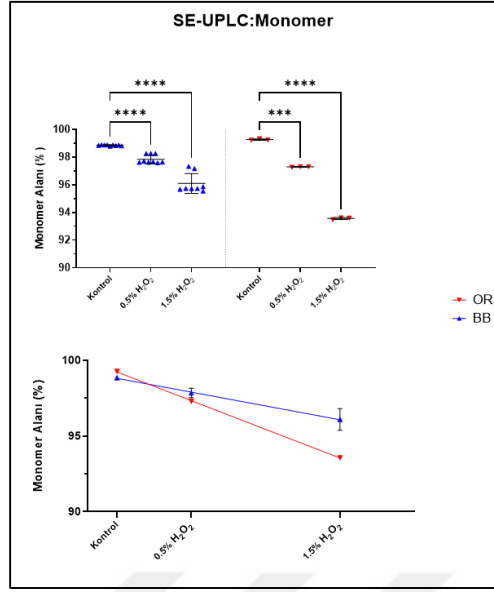 SE-UPLC:Monomer
**** ****
**** ***
Monomer Alanı (%)
100
98
96
94
92
90
Kontrol 0.5% H₂O₂ 1.5% H₂O₂ Kontrol 0.5% H₂O₂ 1.5% H₂O₂
OR
BB
Monomer Alanı (%)
100
95
90
Kontrol 0.5% H₂O₂ 1.5% H₂O₂